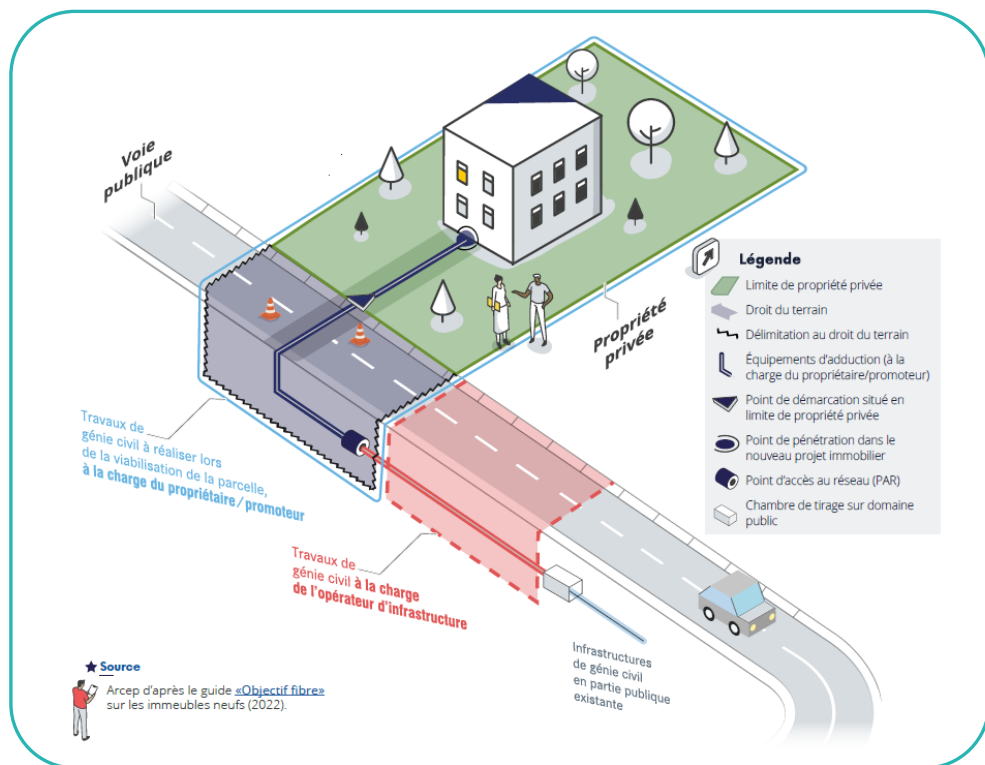 Voie
publique
Propriété
privée
Légende
Limite de propriété privée
Droit du terrain
Délimitation au droit du terrain
Équipements d'adduction (à la
charge du propriétaire/promoteur)
Point de démarcation situé en
limite de propriété privée
Point de pénétration dans le
nouveau projet immobilier
Point d'accès au réseau (PAR)
Chambre de tirage sur domaine
public
Travaux de
génie civil à réaliser lors
de la viabilisation de la parcelle,
à la charge du propriétaire/promoteur
Travaux de
génie civil à la charge
de l'opérateur d'infrastructure
Infrastructures
de génie civil
en partie publique
existante
Source
Arcep d'après le guide «Objectif fibre»
sur les immeubles neufs (2022).